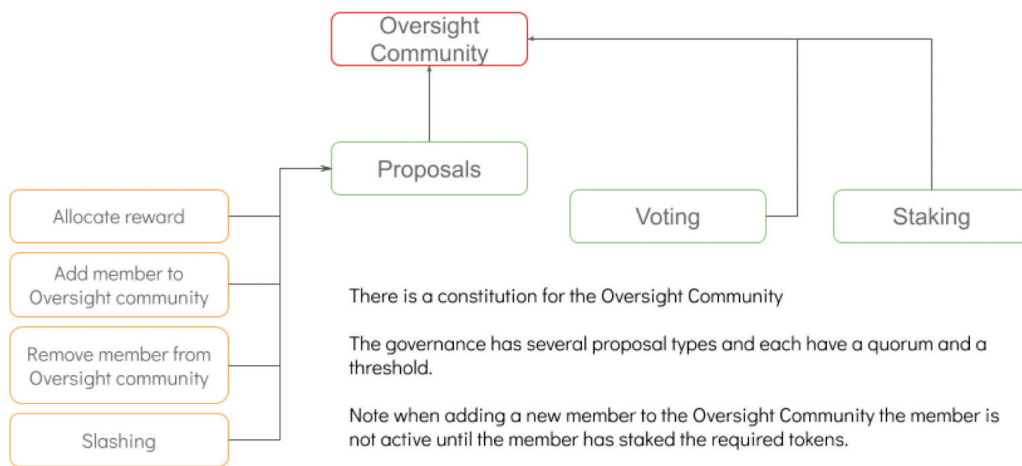 Oversight
Community
Proposals
Allocate reward
Voting
Staking
Add member to
Oversight community
Remove member from
Oversight community
Slashing
There is a constitution for the Oversight Community
The governance has several proposal types and each have a quorum and a
threshold.
Note when adding a new member to the Oversight Community the member is
not active until the member has staked the required tokens.